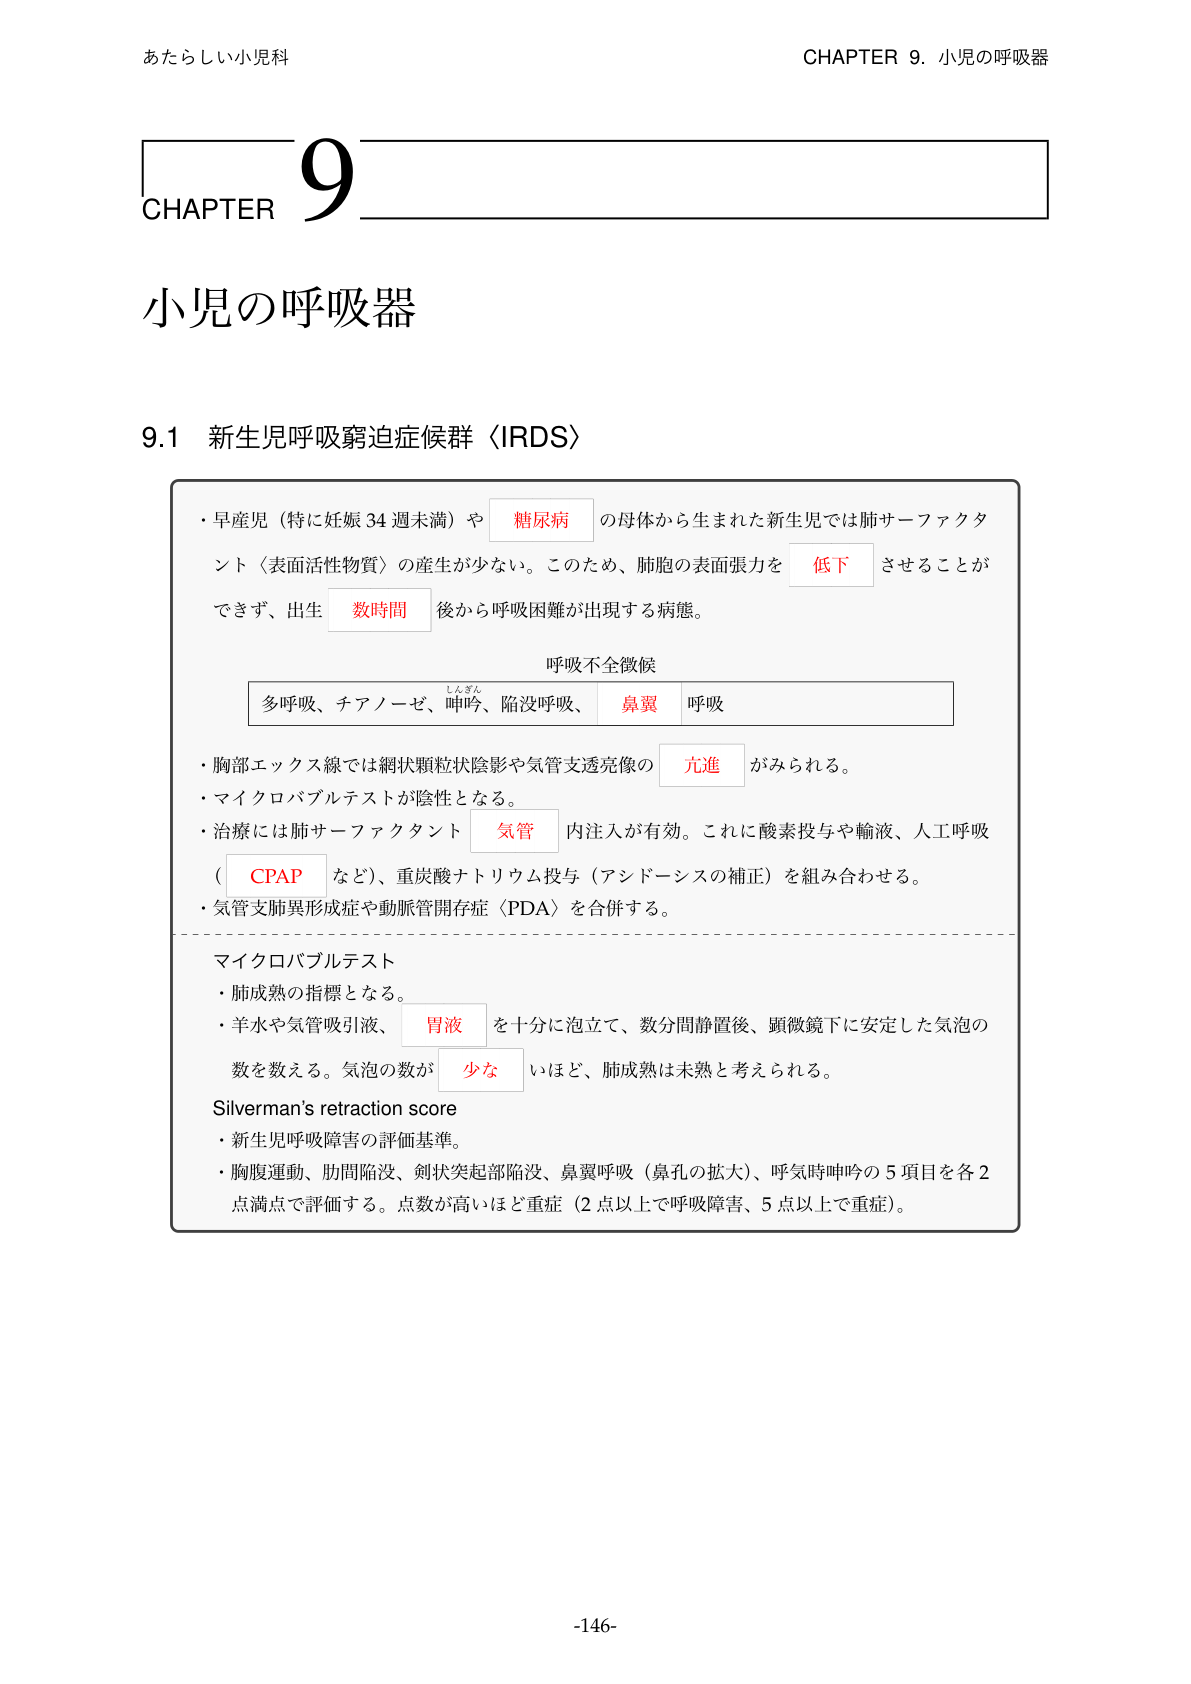 あたらしい小児科
CHAPTER 9. 小児の呼吸器
CHAPTER 9
小児の呼吸器
9.1 新生児呼吸窮迫症候群〈IRDS〉
・早産児（特に妊娠 34 週未満）や 糖尿病 の母体から生まれた新生児では肺サーファクタ
ント〈表面活性物質〉の産生が少ない。このため、肺胞の表面張力を 低下 させることが
できず、出生 数時間 後から呼吸困難が出現する病態。
呼吸不全徴候
しんぎん
多呼吸、チアノーゼ、呻吟、陥没呼吸、 鼻翼 呼吸
・胸部エックス線では網状顆粒状陰影や気管支透亮像の 亢進 がみられる。
・マイクロバブルテストが陰性となる。
・治療には肺サーファクタント 気管 内注入が有効。これに酸素投与や輸液、人工呼吸
（ CPAP など）、重炭酸ナトリウム投与（アシドーシスの補正）を組み合わせる。
・気管支肺異形成症や動脈管開存症〈PDA〉を合併する。
マイクロバブルテスト
・肺成熟の指標となる。
・羊水や気管吸引液、 胃液 を十分に泡立て、数分間静置後、顕微鏡下に安定した気泡の
数を数える。気泡の数が 少な いほど、肺成熟は未熟と考えられる。
Silverman's retraction score
・新生児呼吸障害の評価基準。
・胸腹運動、肋間陥没、剣状突起部陥没、鼻翼呼吸（鼻孔の拡大）、呼気時呻吟の 5 項目を各 2
点満点で評価する。点数が高いほど重症（2 点以上で呼吸障害、5 点以上で重症）。
-146-